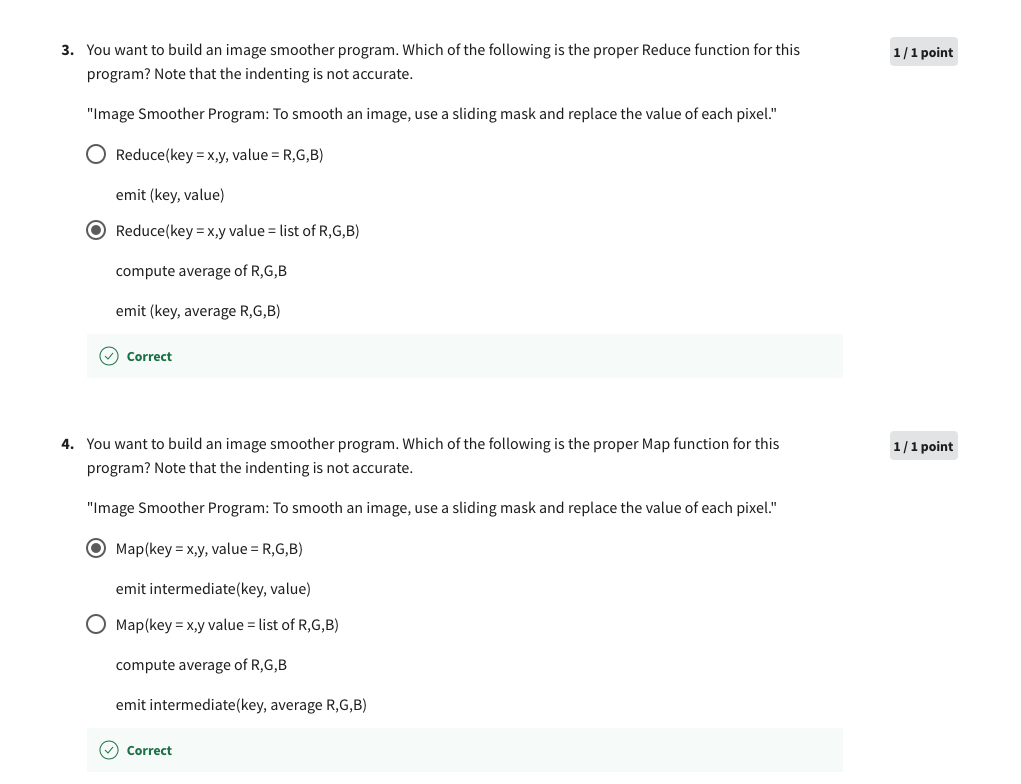 3. You want to build an image smoother program. Which of the following is the proper Reduce function for this
1 / 1 point
program? Note that the indenting is not accurate.
"Image Smoother Program: To smooth an image, use a sliding mask and replace the value of each pixel."
Reduce(key = x,y, value = R,G,B)
emit (key, value)
Reduce(key = x,y value = list of R,G,B)
compute average of R,G,B
emit (key, average R,G,B)
Correct
4. You want to build an image smoother program. Which of the following is the proper Map function for this
1 / 1 point
program? Note that the indenting is not accurate.
"Image Smoother Program: To smooth an image, use a sliding mask and replace the value of each pixel."
Map(key = x,y, value = R,G,B)
emit intermediate(key, value)
Map(key = x,y value = list of R,G,B)
compute average of R,G,B
emit intermediate(key, average R,G,B)
Correct